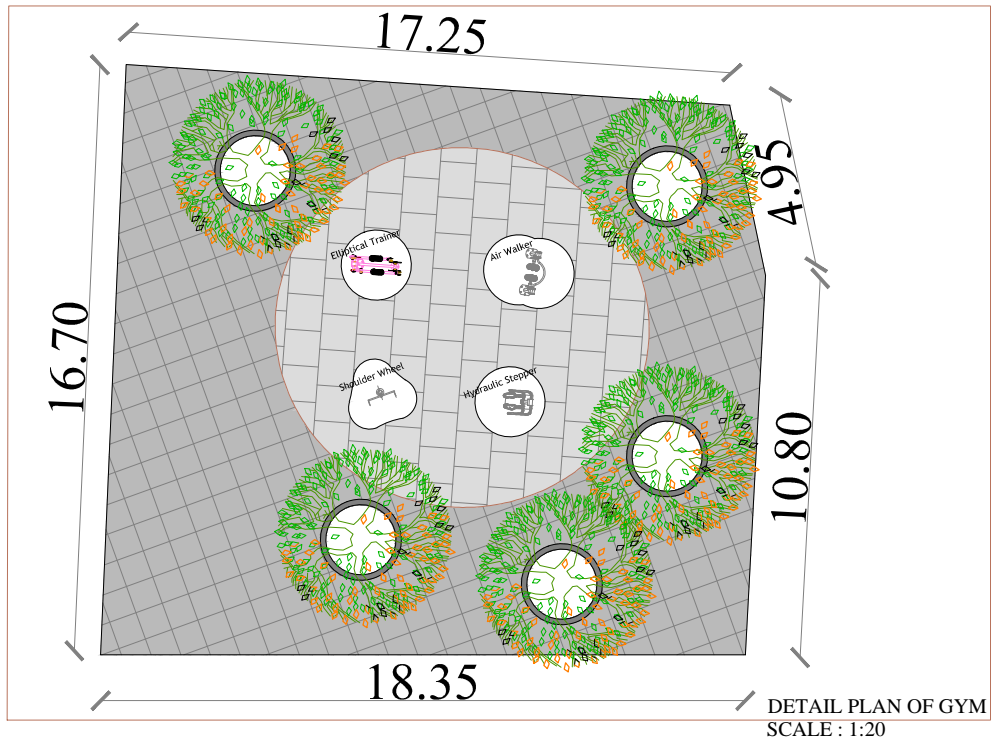 17.25
4.95
Elliptical Trainer
Air Walker
16.70
Shoulder Wheel
Hydraulic Stepper
10.80
18.35
DETAIL PLAN OF GYM
SCALE : 1:20